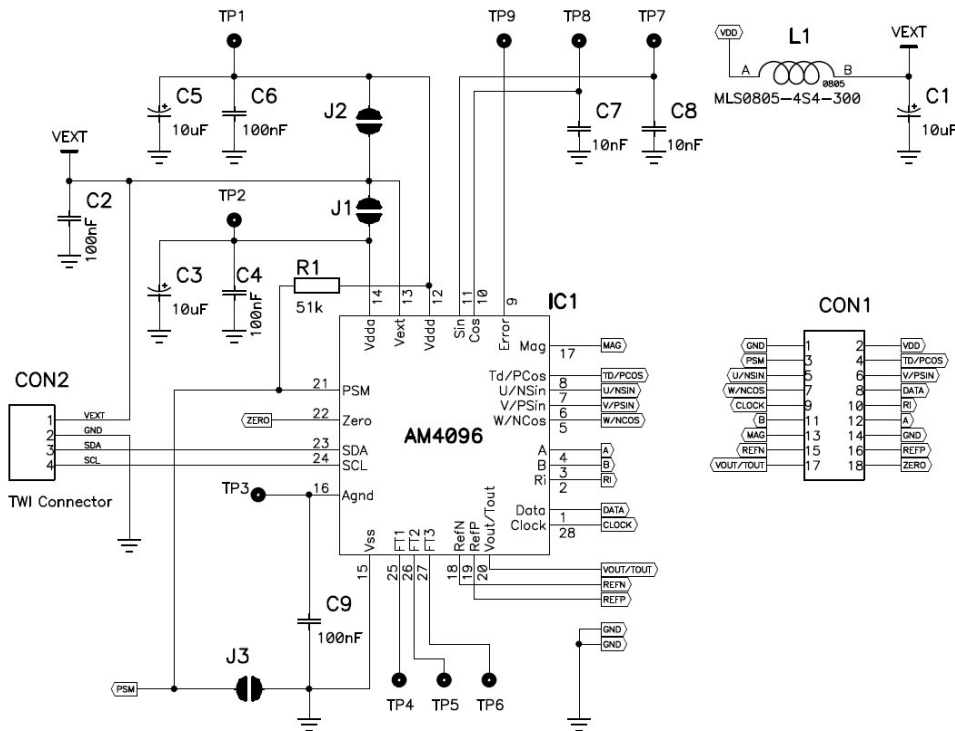 TP1
TP9
TP8
TP7
VDD
L1
VEXT
A
B
0805
MLS0805-4S4-300
C5
10uF
C6
100nF
J2
C7
10nF
C8
10nF
C1
10uF
VEXT
C2
100nF
TP2
J1
C3
10uF
C4
100nF
R1
51k
14
13
12
11
10
9
IC1
Vdda
Vext
Vddd
Sin
Cos
Error
Mag
17
MAG
Td/PCos
8
TD/PCOS
U/NSin
7
U/NSIN
V/PSin
6
V/PSIN
W/NCos
5
W/NCOS
A
4
A
B
3
B
Ri
2
RI
Data
1
DATA
Clock
28
CLOCK
AM4096
21
PSM
ZERO
22
Zero
23
SDA
24
SCL
16
Agnd
CON2
1
VEXT
2
GND
3
SDA
4
SCL
TWI Connector
TP3
Vss
FT1
FT2
FT3
RefN
RefP
Vout/Tout
15
25
26
27
18
19
20
VOUT/TOUT
REFN
REFP
GND
GND
C9
100nF
J3
PSM
TP4
TP5
TP6
CON1
GND 1 2 VDD
PSM 3 4 TD/PCOS
U/NSIN 5 6 V/PSIN
W/NCOS 7 8 DATA
CLOCK 9 10 RI
B 11 12 A
MAG 13 14 GND
REFN 15 16 REFP
VOUT/TOUT 17 18 ZERO